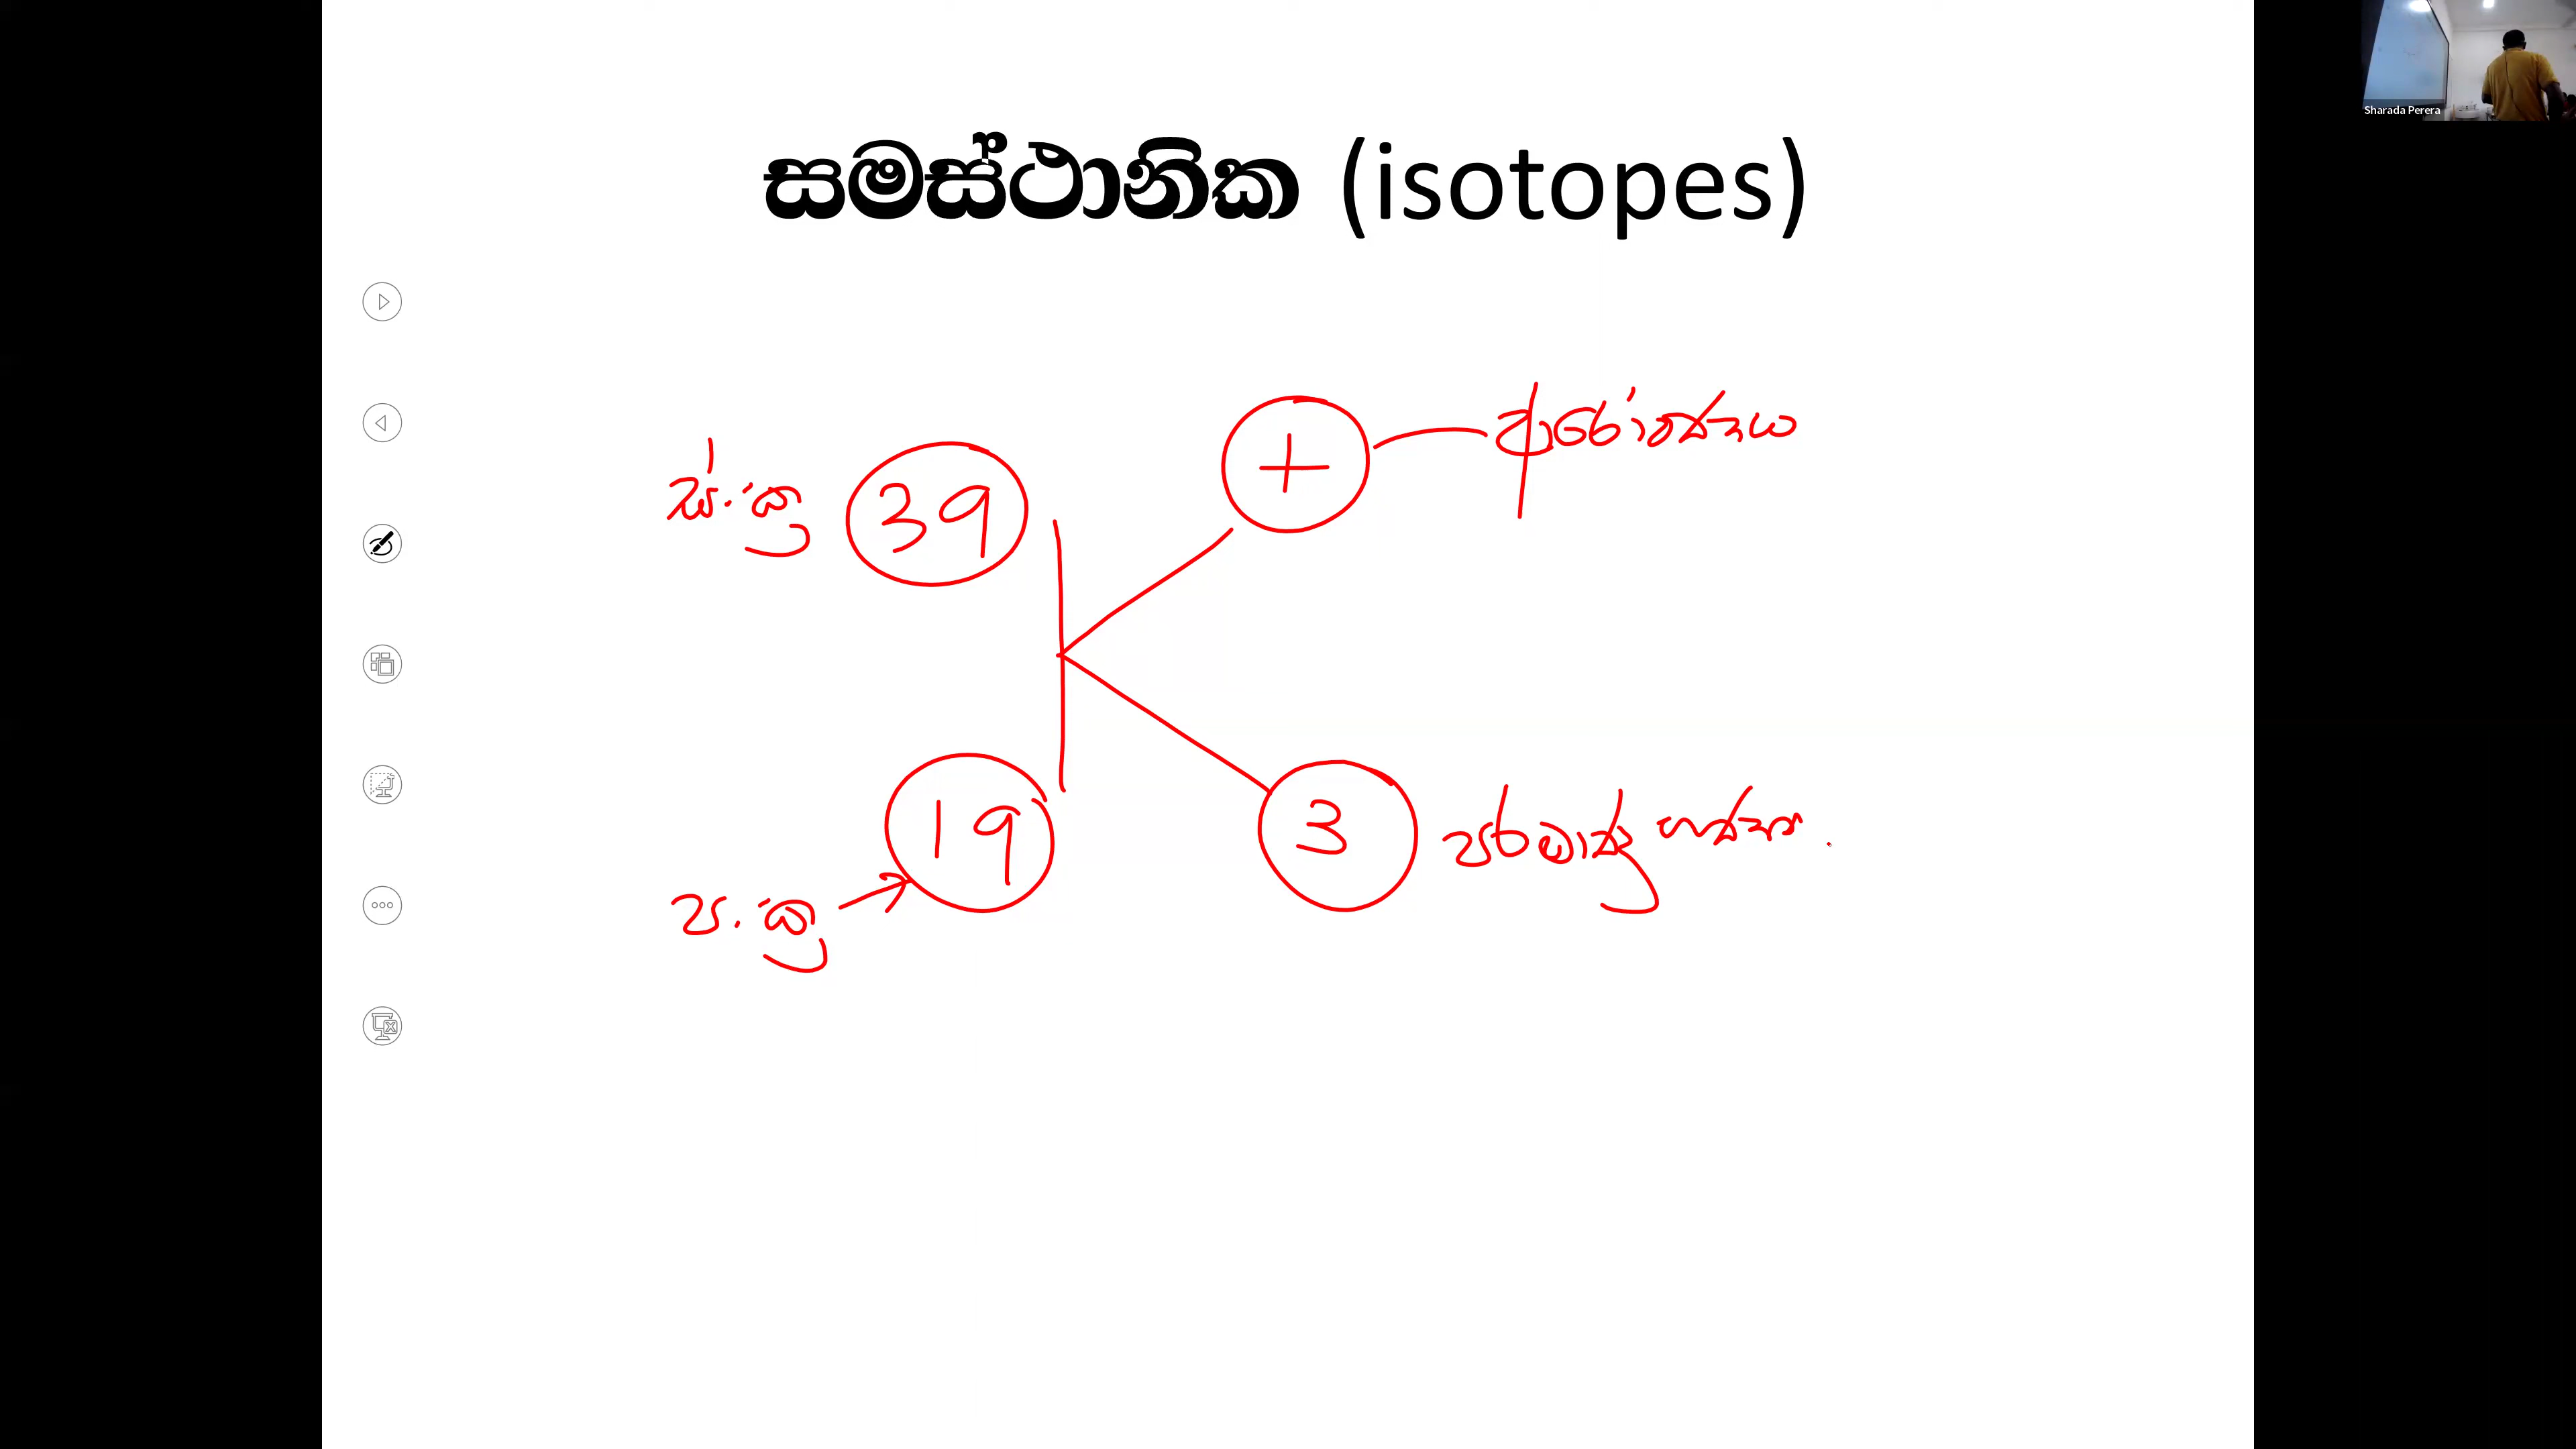 Sharada Perera
සමස්ථානික (isotopes)
+ ආරෝපණය
ස්.ක්‍ර 39
K
19 3 පරමාණු ගණන.
ප.ක්‍ර